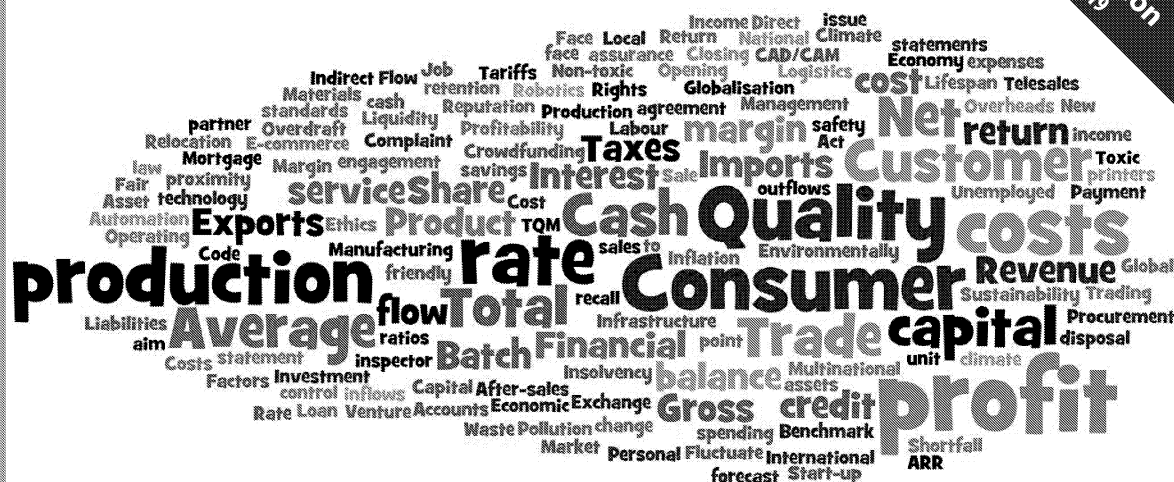 Income Direct issue
on
19
Face Local Return National Climate
face assurance Closing CAD/CAM statements
Economy expenses
Indirect Flow Job Tariffs Non-toxic Opening Logistics
cost Lifespan Telesales
Materials cash retention Robotics Rights Globalisation
standards Liquidity Reputation Production agreement Management
Net Overheads New
partner Overdraft Profitability Labour margin safety return income
Relocation E-commerce Complaint Act
Crowdfunding Taxes Customer Toxic
law Mortgage Margin engagement savings Interest Sale Imports printers
Fair proximity service Share Cost outflows Unemployed Payment
Asset technology Cash Quality
Automation Exports Ethics Product TQM costs
Operating
Code Manufacturing rate sales to Inflation Environmentally
production friendly Consumer Revenue Global
Sustainability Trading
flow Total recall
Liabilities Average Infrastructure Trade capital Procurement
aim ratios Financial point disposal
Costs statement inspector Batch unit climate
Factors Investment Insolvency balance Multinational
assets profit
control inflows Capital After-sales
Rate Loan Venture Accounts Economic Exchange Gross credit
Waste Pollution change spending Benchmark
Market Personal Fluctuate International Shortfall
ARR
forecast Start-up